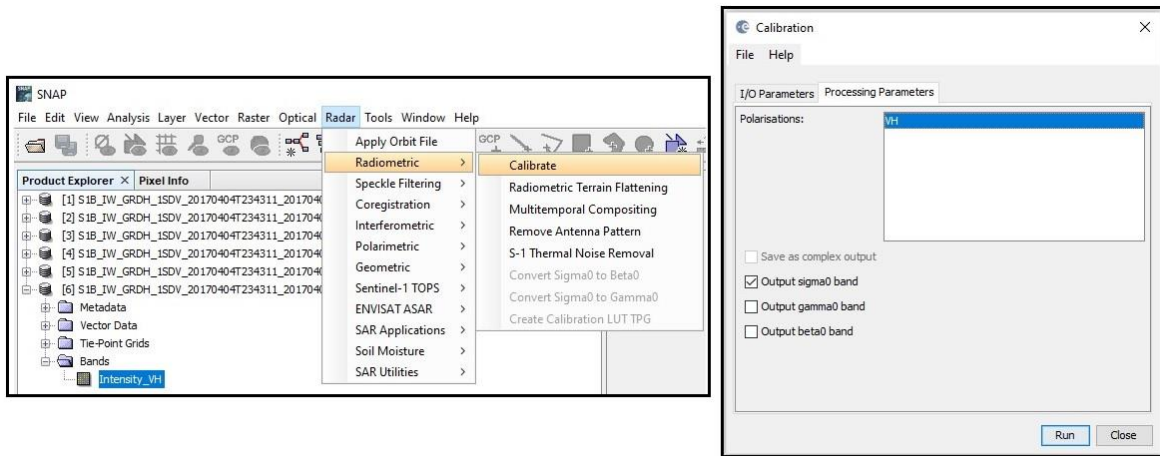 SNAP
File Edit View Analysis Layer Vector Raster Optical Radar Tools Window Help
GCP
GCP
Product Explorer × Pixel Info
[1] S1B_IW_GRDH_1SDV_20170404T234311_201704
[2] S1B_IW_GRDH_1SDV_20170404T234311_201704
[3] S1B_IW_GRDH_1SDV_20170404T234311_201704
[4] S1B_IW_GRDH_1SDV_20170404T234311_201704
[5] S1B_IW_GRDH_1SDV_20170404T234311_201704
[6] S1B_IW_GRDH_1SDV_20170404T234311_201704
Metadata
Vector Data
Tie-Point Grids
Bands
Intensity_VH
Apply Orbit File
Radiometric >
Speckle Filtering >
Coregistration >
Interferometric >
Polarimetric >
Geometric >
Sentinel-1 TOPS >
ENVISAT ASAR >
SAR Applications >
Soil Moisture >
SAR Utilities >
Calibrate
Radiometric Terrain Flattening
Multitemporal Compositing
Remove Antenna Pattern
S-1 Thermal Noise Removal
Convert Sigma0 to Beta0
Convert Sigma0 to Gamma0
Create Calibration LUT TPG
Calibration
File Help
I/O Parameters Processing Parameters
Polarisations: VH
Save as complex output
Output sigma0 band
Output gamma0 band
Output beta0 band
Run Close